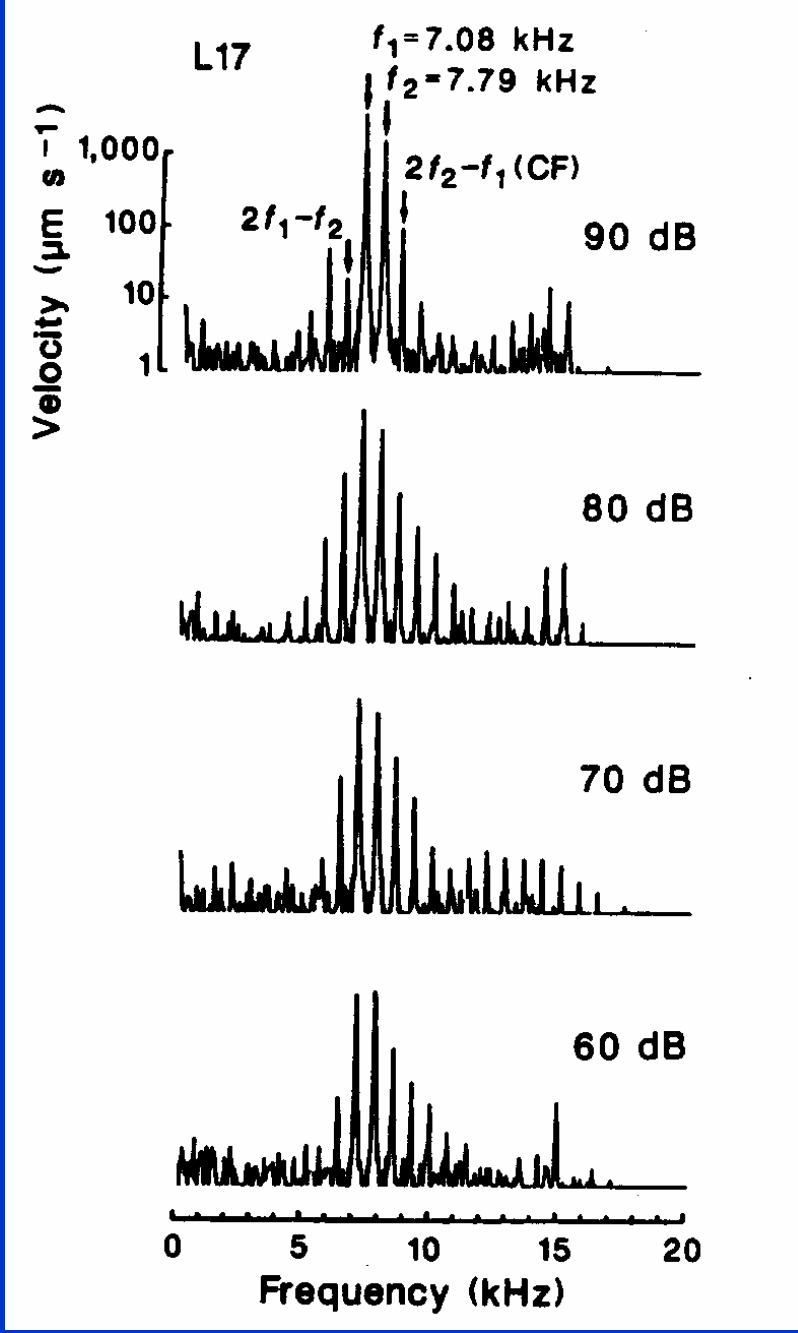 L17
f₁=7.08 kHz
f₂=7.79 kHz
2f₂−f₁(CF)
2f₁−f₂
Velocity (µm s⁻¹)
1,000
100
10
1
90 dB
80 dB
70 dB
60 dB
0 5 10 15 20
Frequency (kHz)